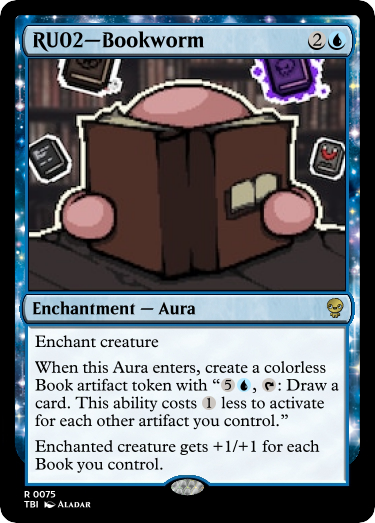 RU02—Bookworm 2
Enchantment — Aura
Enchant creature
When this Aura enters, create a colorless
Book artifact token with “5 , : Draw a
card. This ability costs 1 less to activate
for each other artifact you control.”
Enchanted creature gets +1/+1 for each
Book you control.
R 0075
TBI Aladar